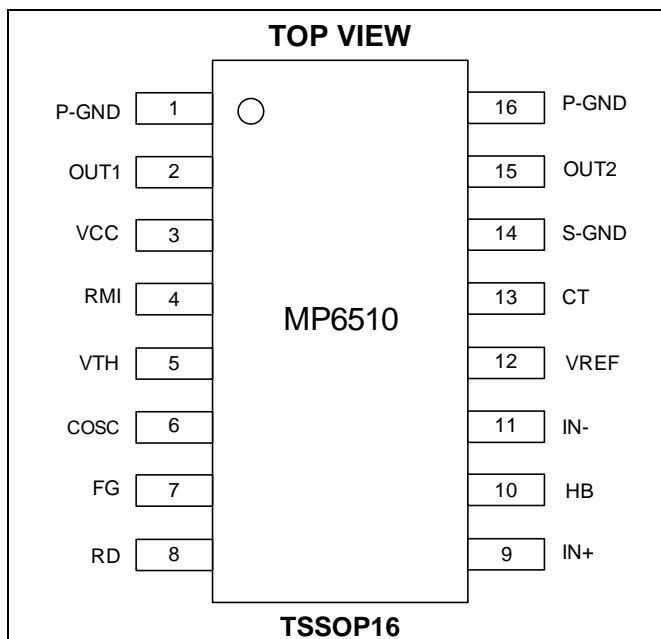 TOP VIEW
P-GND 1 16 P-GND
OUT1 2 15 OUT2
VCC 3 14 S-GND
RMI 4 13 CT
MP6510
VTH 5 12 VREF
COSC 6 11 IN-
FG 7 10 HB
RD 8 9 IN+
TSSOP16